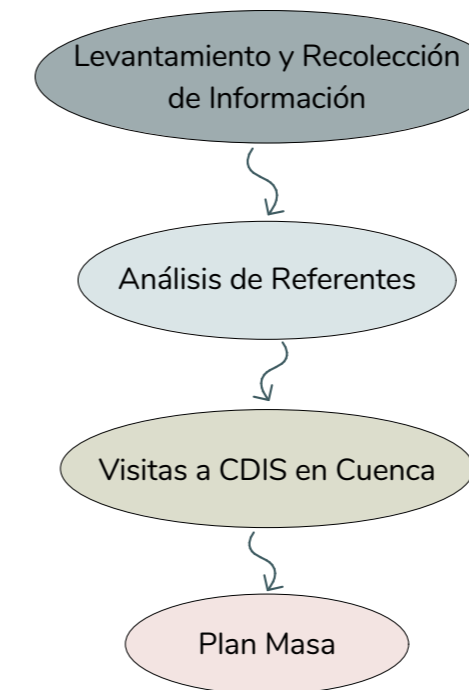 Levantamiento y Recolección
de Información
Análisis de Referentes
Visitas a CDIS en Cuenca
Plan Masa